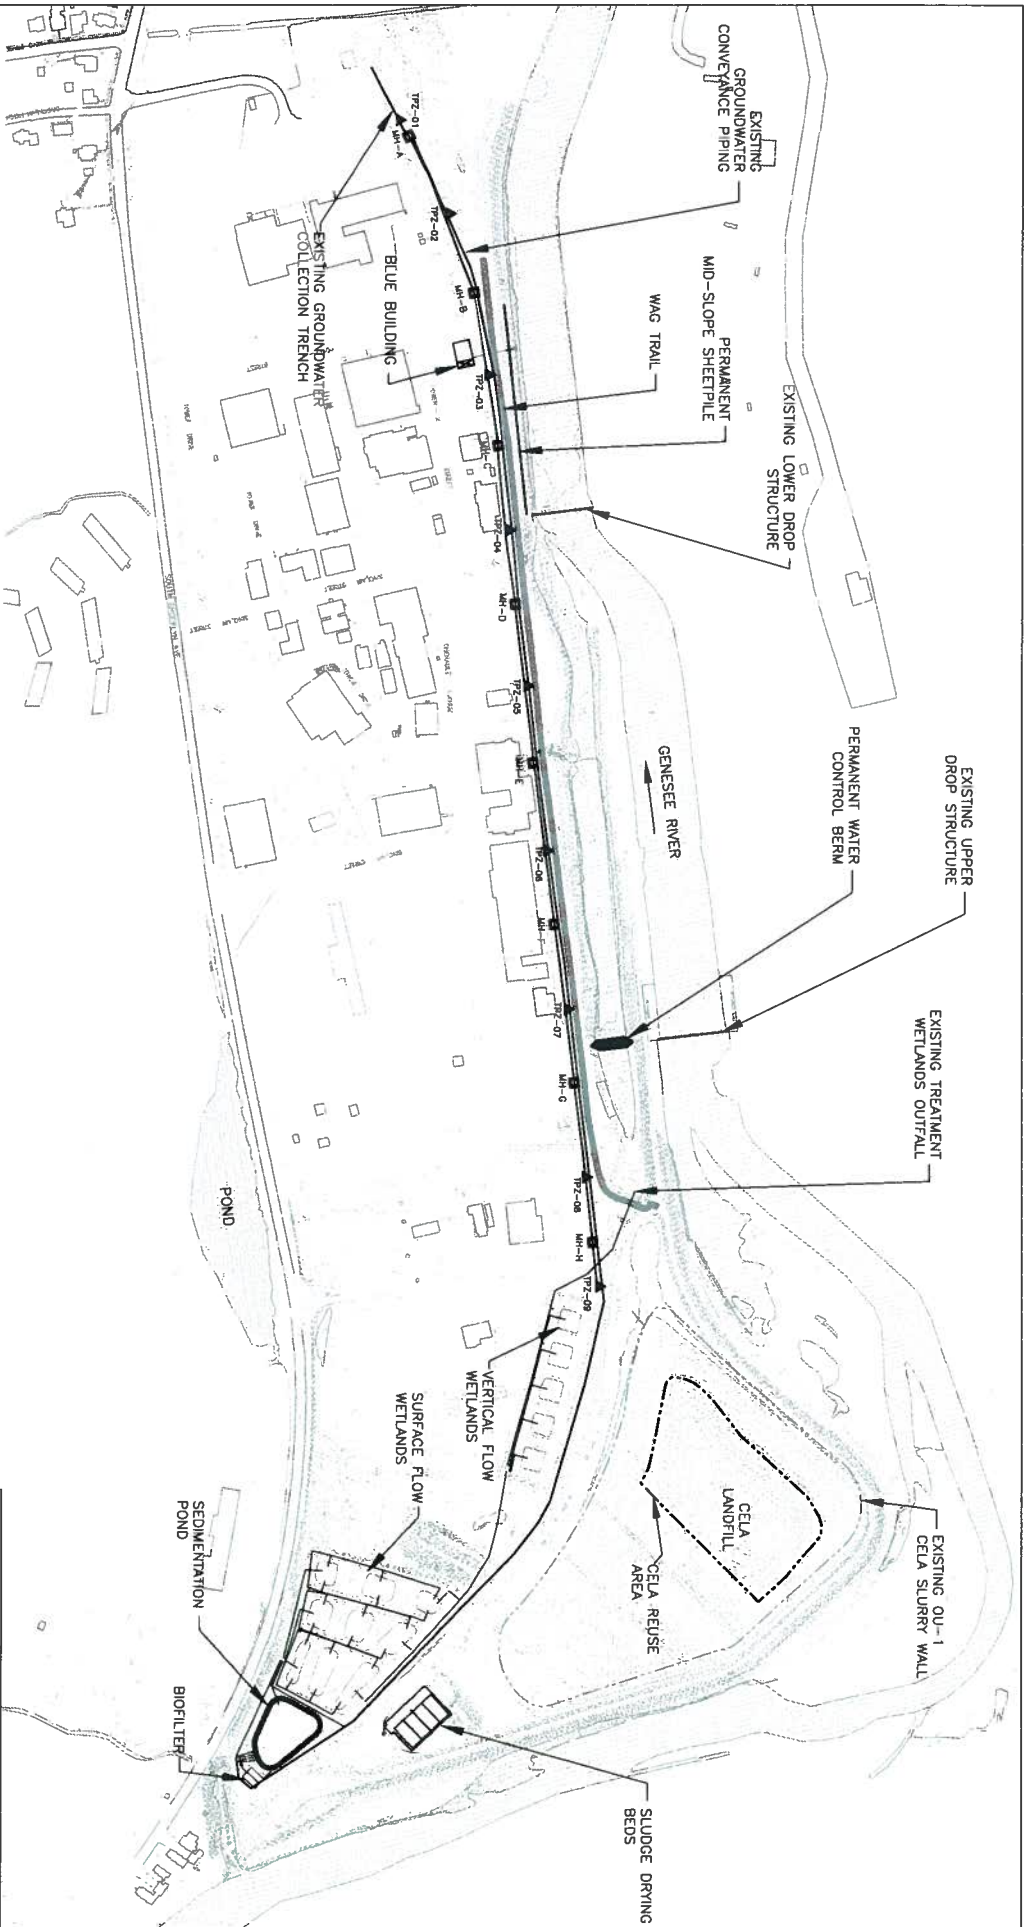 EXISTING
GROUNDWATER
CONVEYANCE PIPING
PERMANENT
MID-SLOPE SHEETPILE
WAG TRAIL
EXISTING LOWER DROP
STRUCTURE
GENESEE RIVER
PERMANENT WATER
CONTROL BERM
EXISTING UPPER
DROP STRUCTURE
EXISTING TREATMENT
WETLANDS OUTFALL
EXISTING OU-1
CELA SLURRY WALL
CELA
LANDFILL
CELA REUSE
AREA
SLUDGE DRYING
BEDS
TPZ-01
MH-A
TPZ-02
MH-B
TPZ-03
MH-C
TPZ-04
MH-D
TPZ-05
MH-E
TPZ-06
MH-F
TPZ-07
MH-G
TPZ-08
MH-H
TPZ-09
BLUE BUILDING
EXISTING GROUNDWATER
COLLECTION TRENCH
VERTICAL FLOW
WETLANDS
SURFACE FLOW
WETLANDS
POND
SEDIMENTATION
POND
BIOFILTER